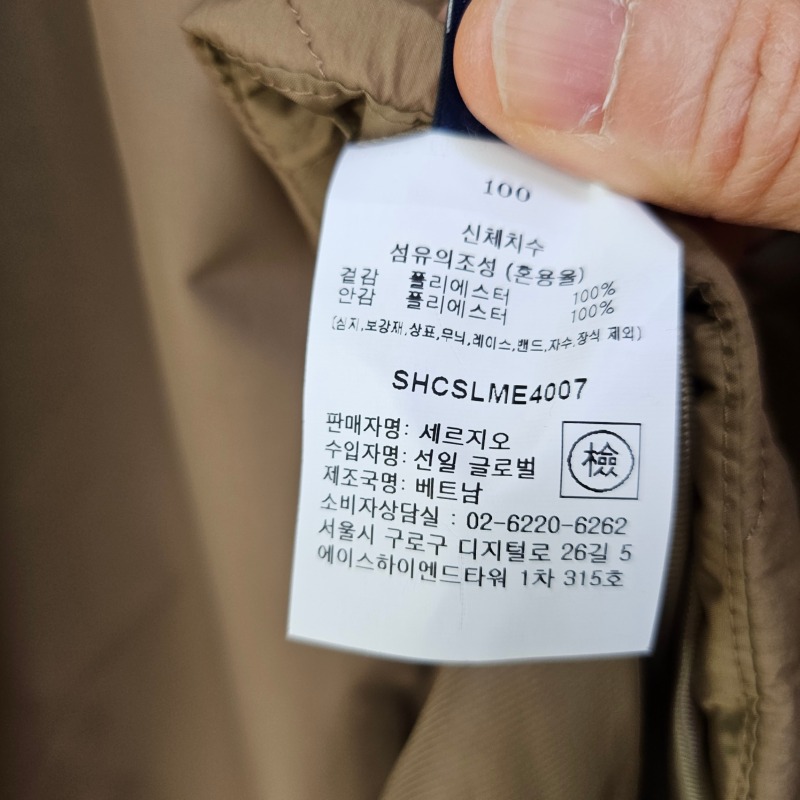 100
신체치수
섬유의조성 (혼용율)
겉감 폴리에스터 100%
안감 폴리에스터 100%
(심지,보강재,상표,무늬,레이스,밴드,자수,장식 제외)
SHCSLME4007
판매자명: 세르지오
수입자명: 선일 글로벌
제조국명: 베트남
檢
소비자상담실 : 02-6220-6262
서울시 구로구 디지털로 26길 5
에이스하이엔드타워 1차 315호